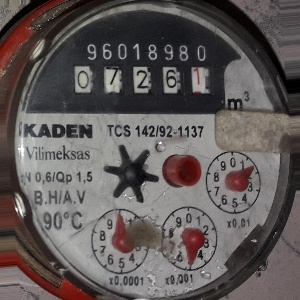 96018980
07261
m³
KADEN TCS 142/92-1137
Vilimeksas
N 0,6/Qp 1,5
B.H/A.V
90°C
x0,01
x0,0001 x0,001